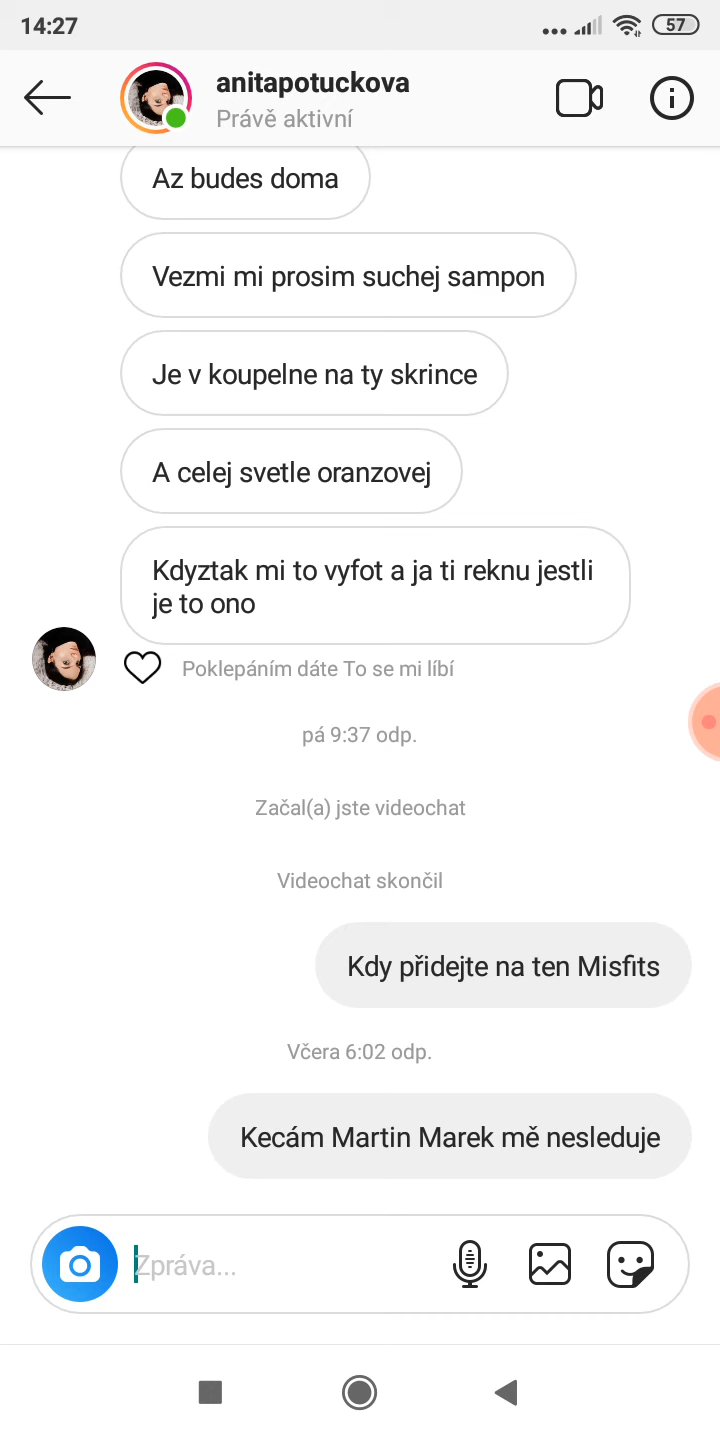 14:27
57
anitapotuckova
Právě aktivní
Az budes doma
Vezmi mi prosim suchej sampon
Je v koupelne na ty skrince
A celej svetle oranzovej
Kdyztak mi to vyfot a ja ti reknu jestli
je to ono
Poklepáním dáte To se mi líbí
pá 9:37 odp.
Začal(a) jste videochat
Videochat skončil
Kdy přidejte na ten Misfits
Včera 6:02 odp.
Kecám Martin Marek mě nesleduje
Zpráva...